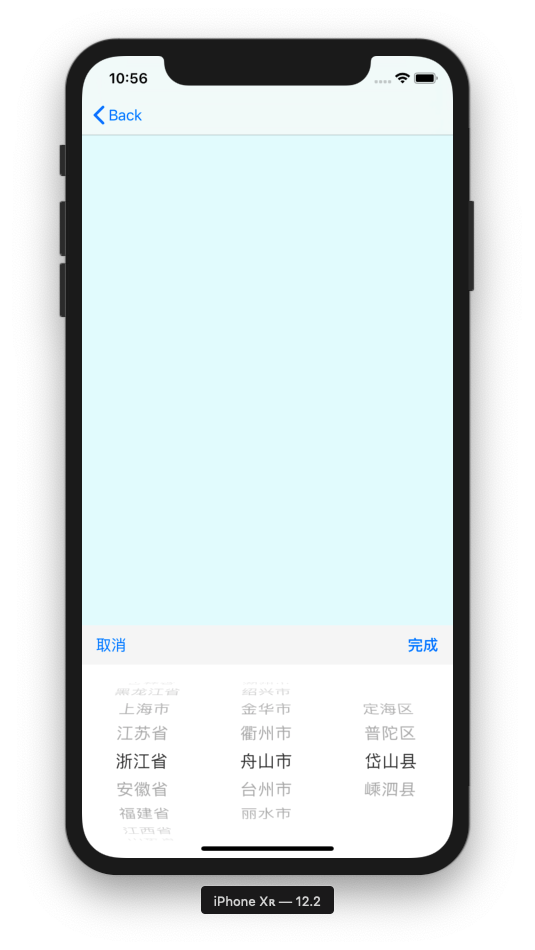 10:56
Back
取消 完成
黑龙江省 绍兴市
上海市 金华市 定海区
江苏省 衢州市 普陀区
浙江省 舟山市 岱山县
安徽省 台州市 嵊泗县
福建省 丽水市
江西省
iPhone Xʀ — 12.2